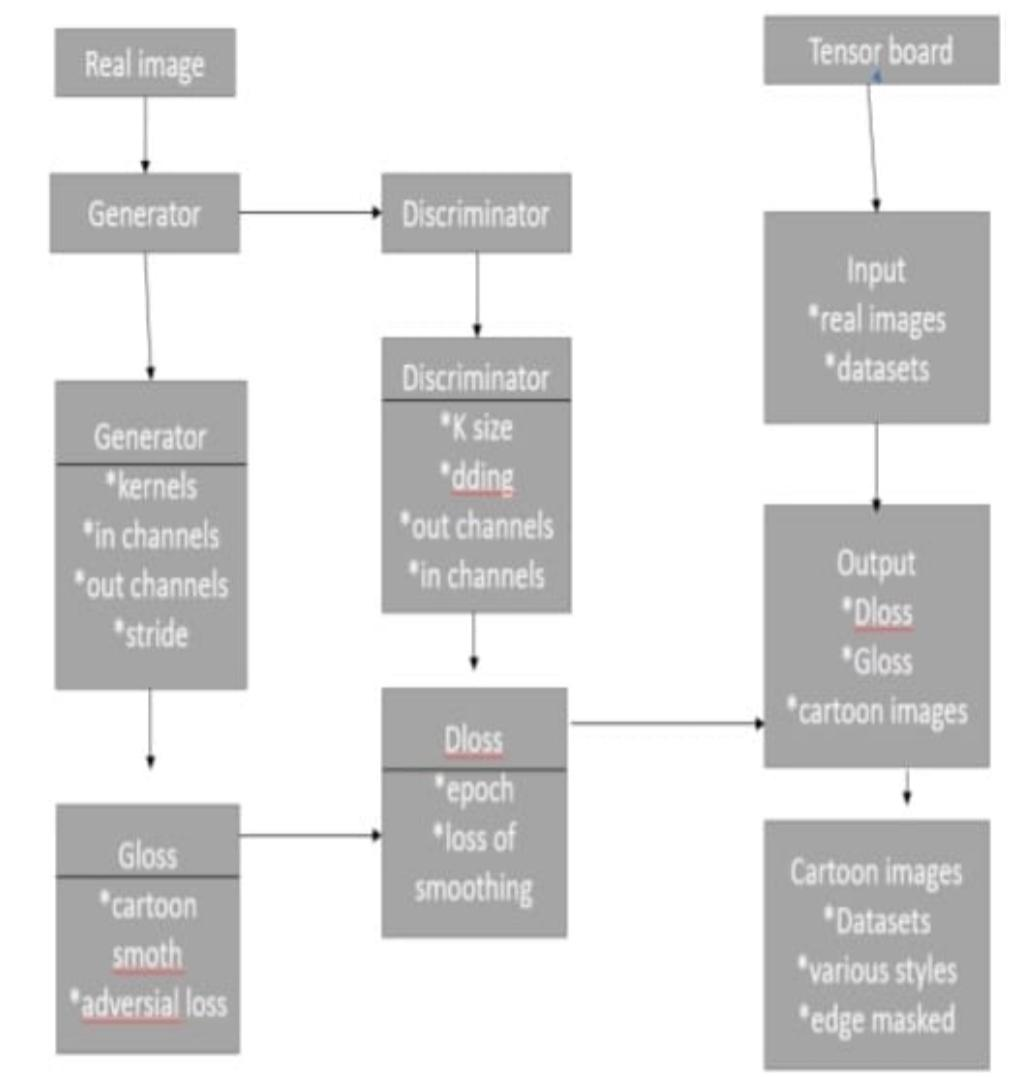 Real image
Generator
Generator
*kernels
*in channels
*out channels
*stride
Gloss
*cartoon
smoth
*adversial loss
Discriminator
Discriminator
*K size
*dding
*out channels
*in channels
Dloss
*epoch
*loss of
smoothing
Tensor board
Input
*real images
*datasets
Output
*Dloss
*Gloss
*cartoon images
Cartoon images
*Datasets
*various styles
*edge masked